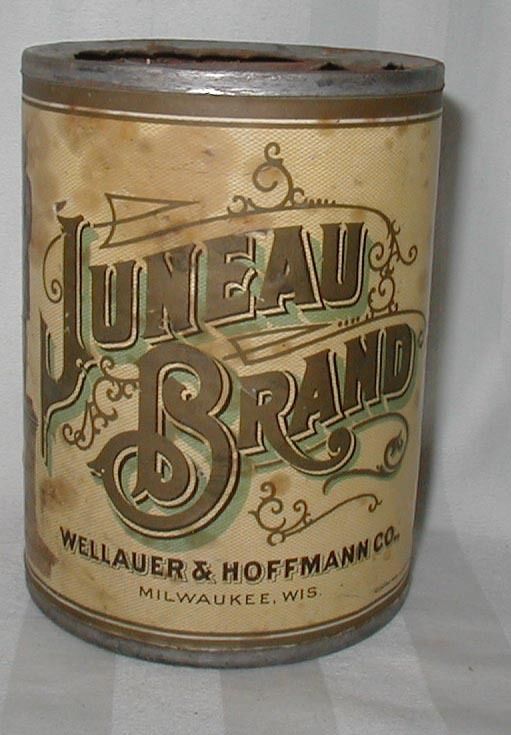 JUNEAU
BRAND
WELLAUER & HOFFMANN CO.,
MILWAUKEE, WIS.